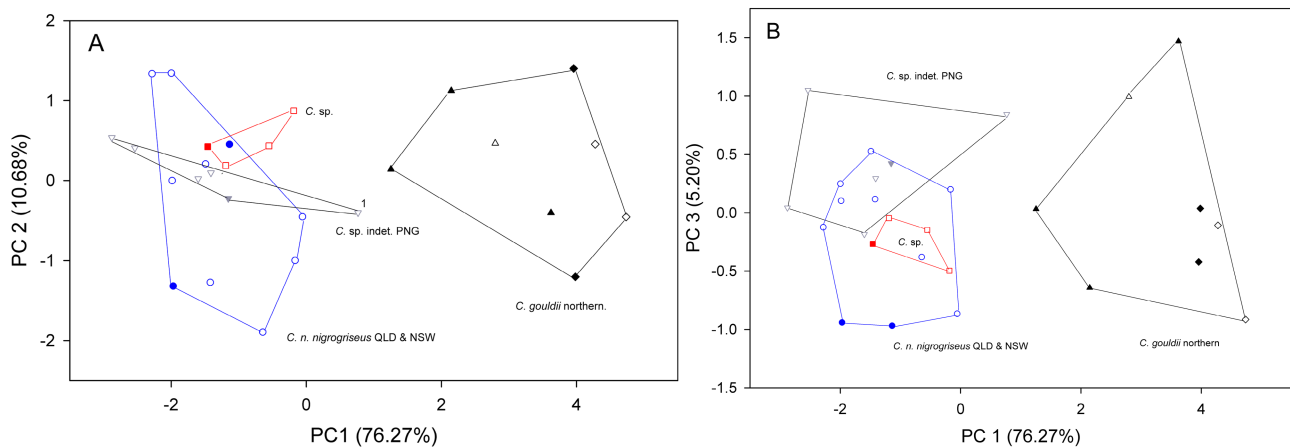 A
2
1
0
-1
-2
PC 2 (10.68%)
C. sp.
1
C. sp. indet. PNG
C. gouldii northern.
C. n. nigrogriseus QLD & NSW
-2
0
2
4
PC1 (76.27%)
B
1.5
1.0
0.5
0.0
-0.5
-1.0
-1.5
PC 3 (5.20%)
C. sp. indet. PNG
C. sp.
C. n. nigrogriseus QLD & NSW
C. gouldii northern
-2
0
2
4
PC 1 (76.27%)